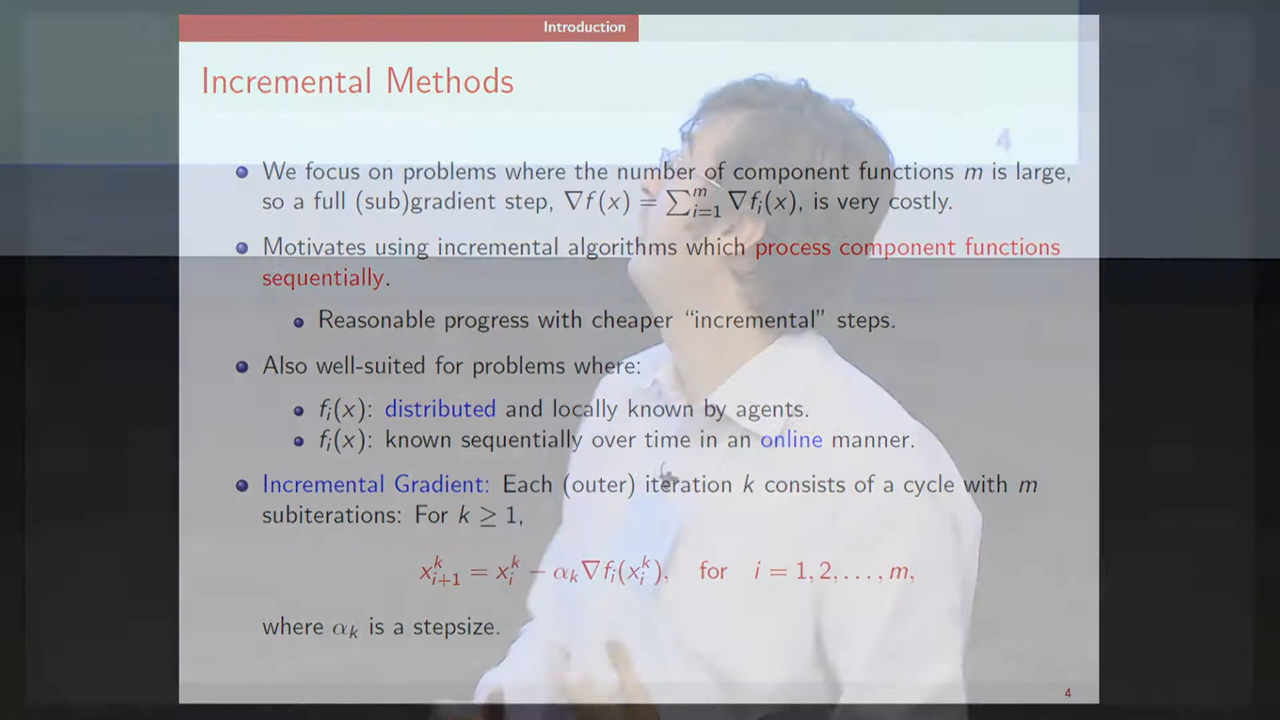 Introduction
Incremental Methods
4
We focus on problems where the number of component functions m is large,
so a full (sub)gradient step, ∇f(x) = ∑_{i=1}^{m} ∇f_i(x), is very costly.
Motivates using incremental algorithms which process component functions
sequentially.
Reasonable progress with cheaper “incremental” steps.
Also well-suited for problems where:
f_i(x): distributed and locally known by agents.
f_i(x): known sequentially over time in an online manner.
Incremental Gradient: Each (outer) iteration k consists of a cycle with m
subiterations: For k ≥ 1,
x_{i+1}^k = x_i^k − α_k∇f_i(x_i^k), for i = 1, 2, . . . , m,
where α_k is a stepsize.
4